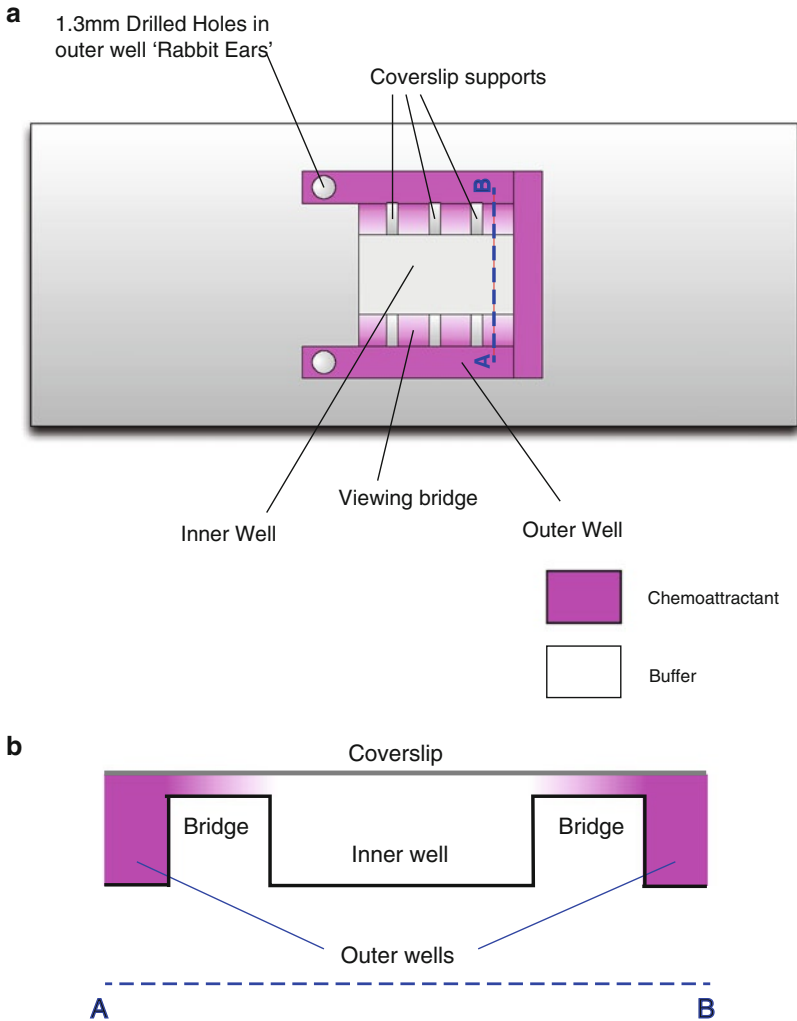 a
1.3mm Drilled Holes in
outer well ‘Rabbit Ears’
Coverslip supports
B
A
Viewing bridge
Inner Well
Outer Well
Chemoattractant
Buffer
b
Coverslip
Bridge
Bridge
Inner well
Outer wells
A
B